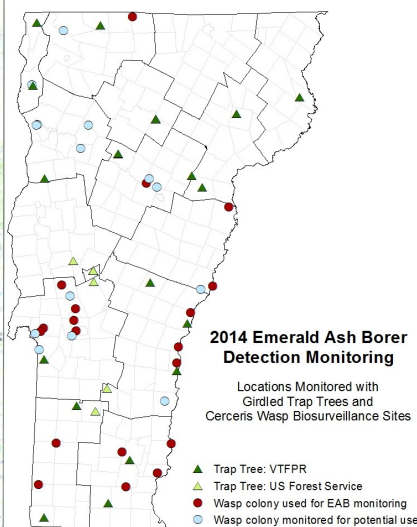 2014 Emerald Ash Borer
Detection Monitoring
Locations Monitored with
Girdled Trap Trees and
Cerceris Wasp Biosurveillance Sites
Trap Tree: VTFPR
Trap Tree: US Forest Service
Wasp colony used for EAB monitoring
Wasp colony monitored for potential use